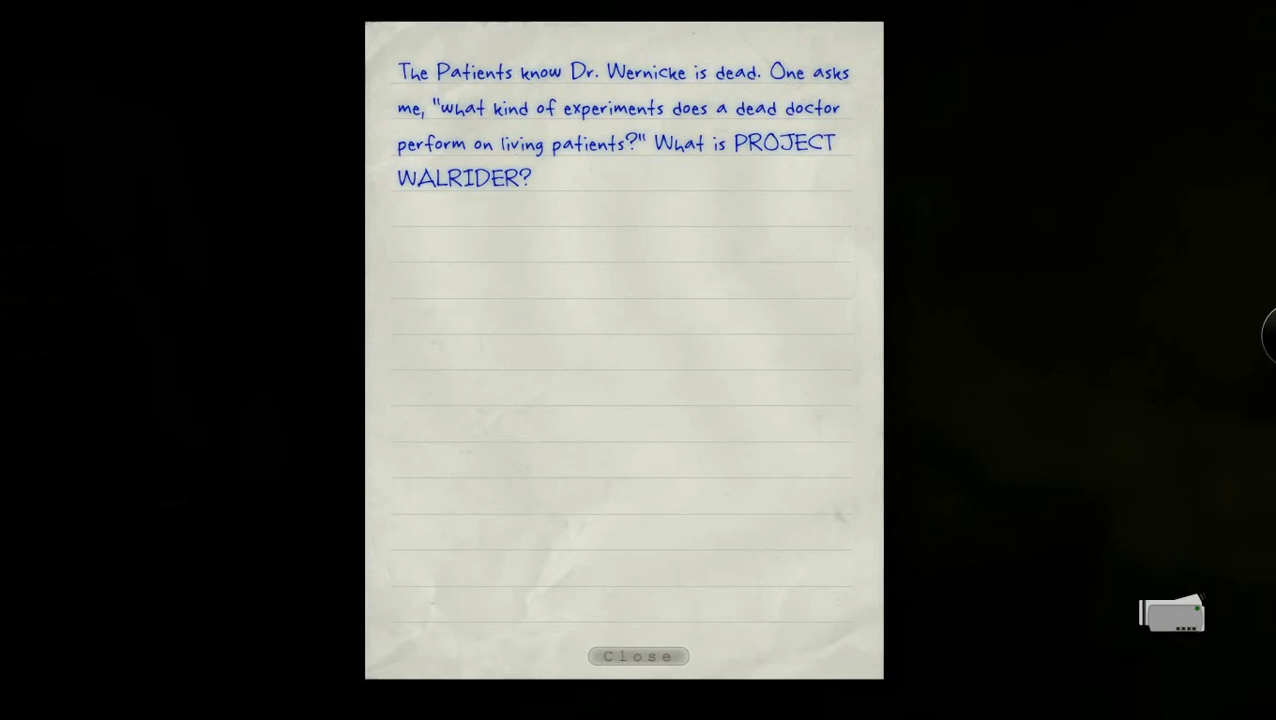 The Patients know Dr. Wernicke is dead. One asks
me, "what kind of experiments does a dead doctor
perform on living patients?" What is PROJECT
WALRIDER?
Close